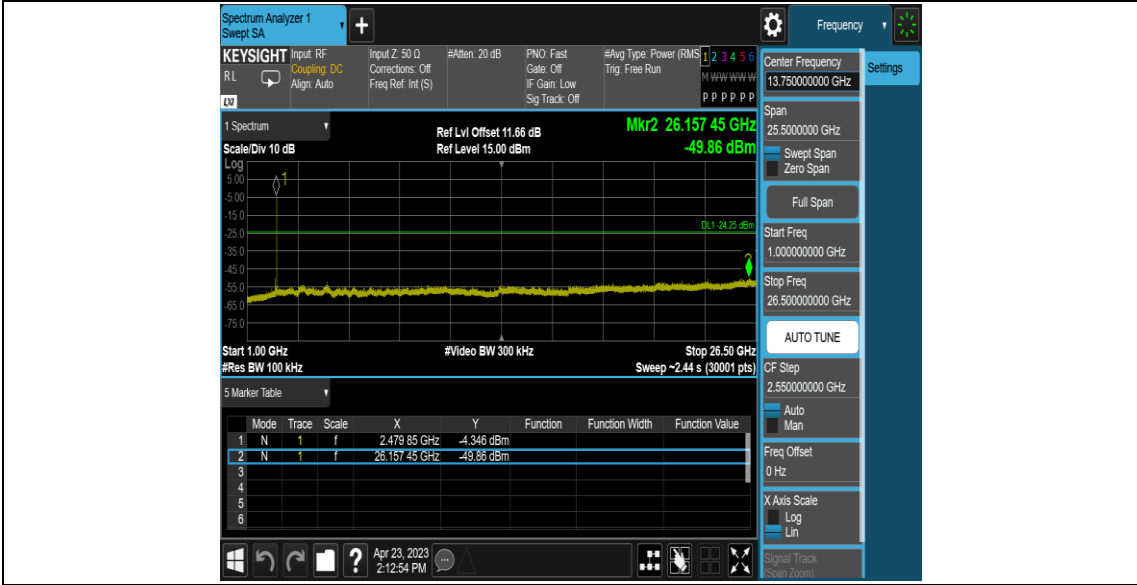 Spectrum Analyzer 1
Swept SA
Frequency
KEYSIGHT
RL
LXI
Input: RF
Coupling: DC
Align: Auto
Input Z: 50 Ω
Corrections: Off
Freq Ref: Int (S)
#Atten: 20 dB
PNO: Fast
Gate: Off
IF Gain: Low
Sig Track: Off
#Avg Type: Power (RMS
Trig: Free Run
1 2 3 4 5 6
M W W W W W
P P P P P P
Settings
1 Spectrum
Scale/Div 10 dB
Ref Lvl Offset 11.66 dB
Ref Level 15.00 dBm
Mkr2 26.157 45 GHz
-49.86 dBm
Log
5.00
-5.00
-15.0
-25.0
-35.0
-45.0
-55.0
-65.0
-75.0
1
DL1 -24.25 dBm
2
Start 1.00 GHz
#Video BW 300 kHz
Stop 26.50 GHz
#Res BW 100 kHz
Sweep ~2.44 s (30001 pts)
5 Marker Table
Mode Trace Scale X Y Function Function Width Function Value
1 N 1 f 2.479 85 GHz -4.346 dBm
2 N 1 f 26.157 45 GHz -49.86 dBm
3
4
5
6
Center Frequency
13.750000000 GHz
Span
25.5000000 GHz
Swept Span
Zero Span
Full Span
Start Freq
1.000000000 GHz
Stop Freq
26.500000000 GHz
AUTO TUNE
CF Step
2.550000000 GHz
Auto
Man
Freq Offset
0 Hz
X Axis Scale
Log
Lin
Signal Track
(Span Zoom)
?
Apr 23, 2023
2:12:54 PM